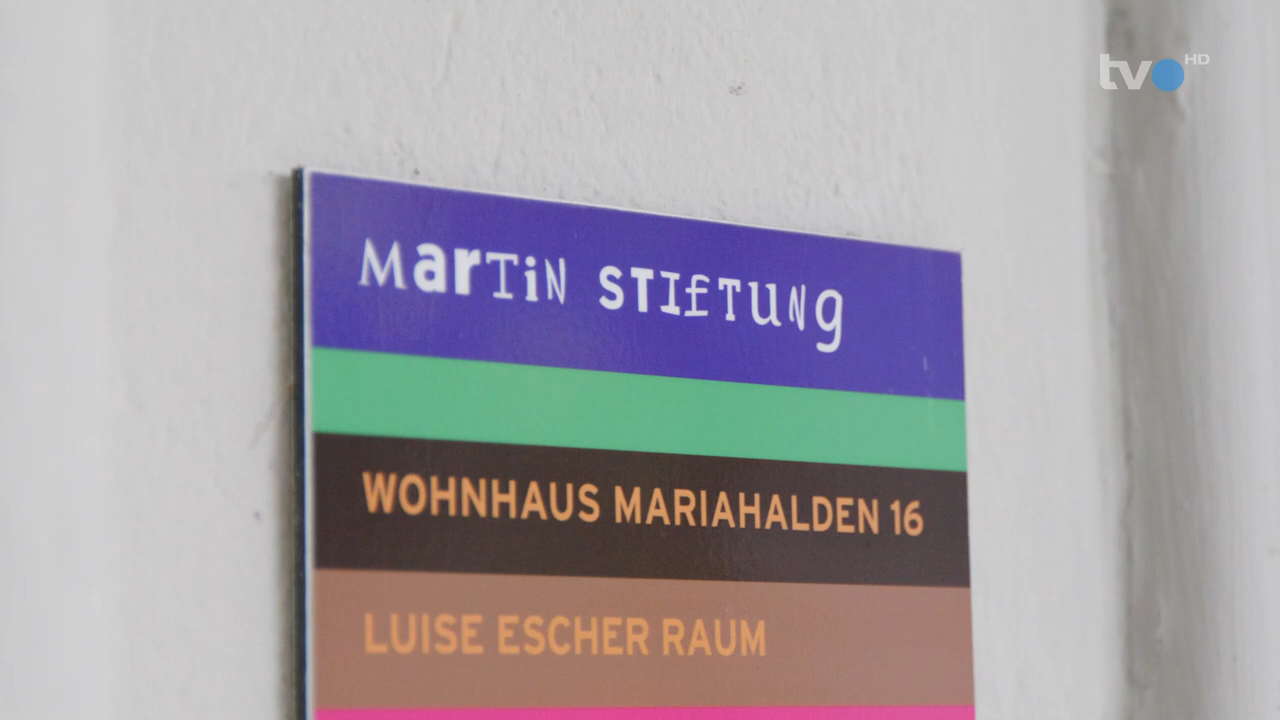 tvo HD
Martin Stiftung
WOHNHAUS MARIAHALDEN 16
LUISE ESCHER RAUM